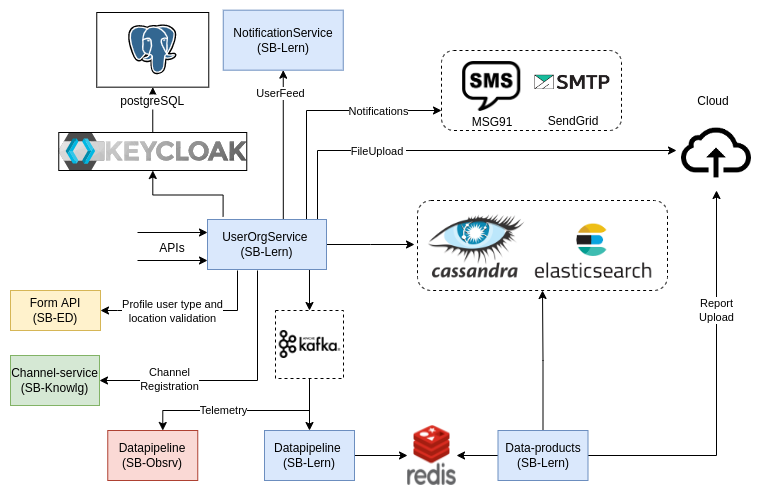 NotificationService
(SB-Lern)
postgreSQL
UserFeed
SMS
MSG91
SMTP
SendGrid
Cloud
Notifications
KEYCLOAK
FileUpload
APIs
UserOrgService
(SB-Lern)
cassandra
elasticsearch
Form API
(SB-ED)
Profile user type and
location validation
Report
Upload
kafka
Channel-service
(SB-Knowlg)
Channel
Registration
Telemetry
Datapipeline
(SB-Obsrv)
Datapipeline
(SB-Lern)
redis
Data-products
(SB-Lern)